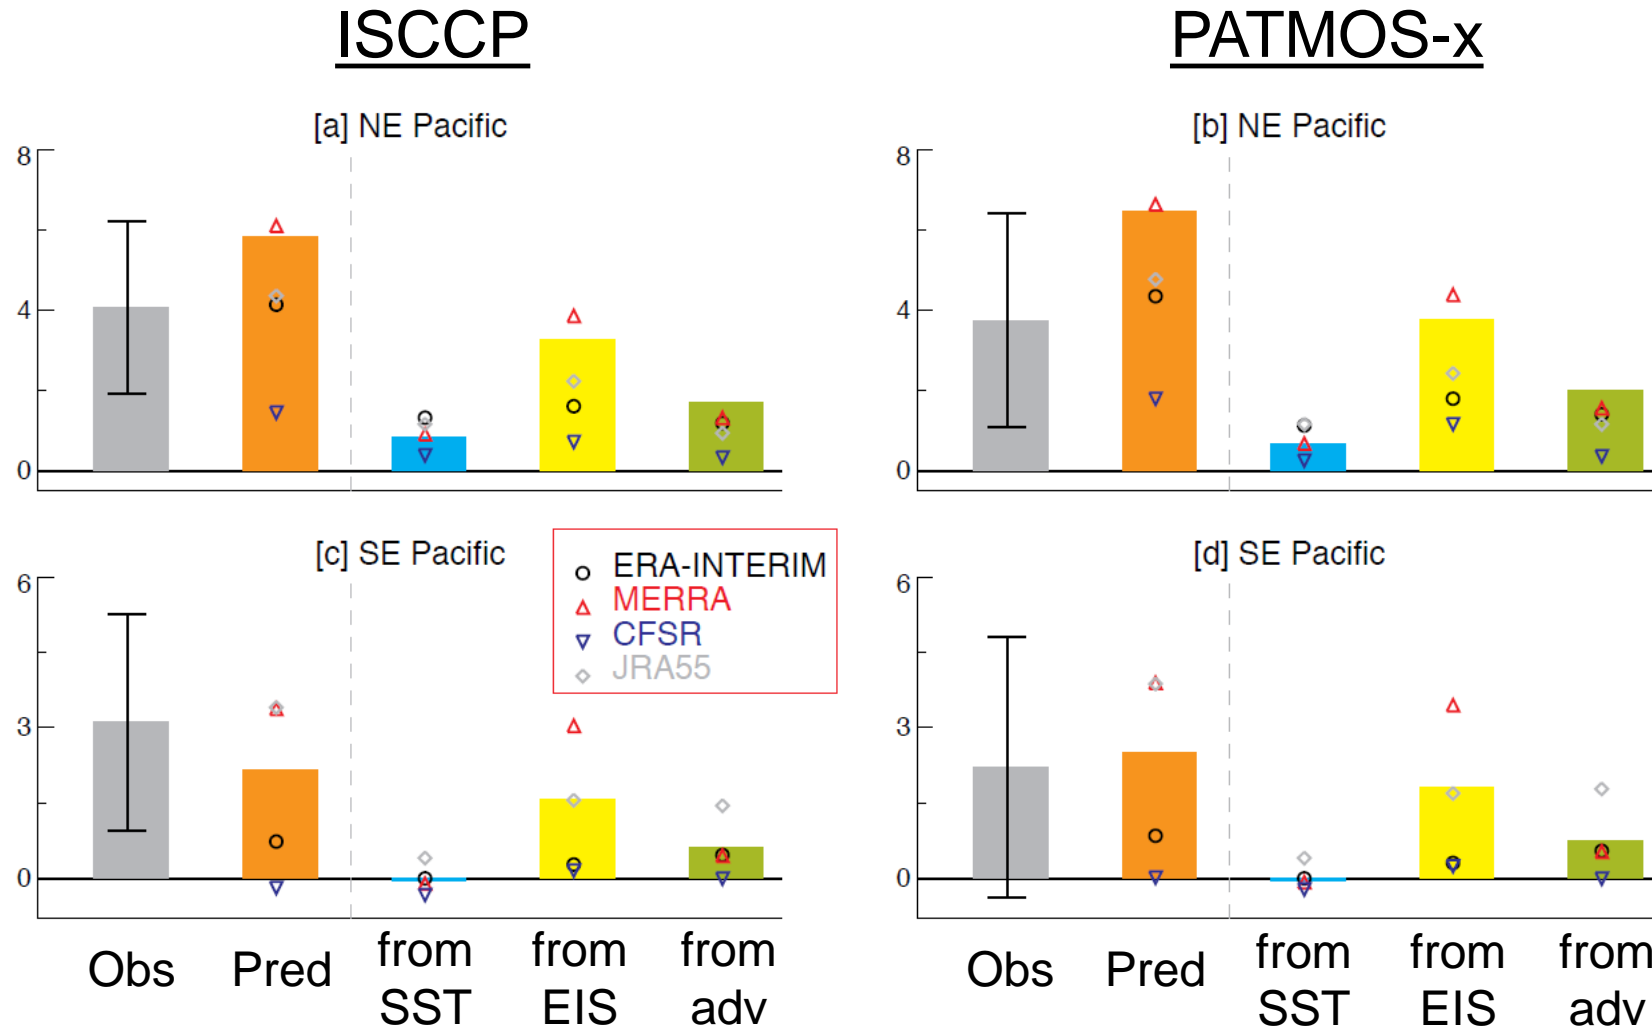 ISCCP
PATMOS-x
[a] NE Pacific
[b] NE Pacific
8
4
0
8
4
0
[c] SE Pacific
[d] SE Pacific
ERA-INTERIM
MERRA
CFSR
JRA55
6
3
0
6
3
0
Obs
Pred
from
SST
from
EIS
from
adv
Obs
Pred
from
SST
from
EIS
from
adv